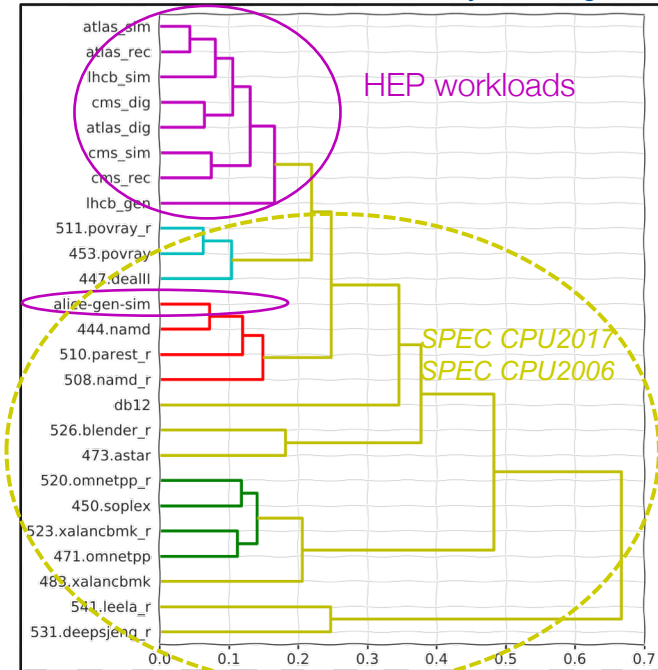 atlas_sim
atlas_rec
lhcb_sim
HEP workloads
cms_dig
atlas_dig
cms_sim
cms_rec
lhcb_gen
511.povray_r
453.povray
447.dealII
alice-gen-sim
444.namd
SPEC CPU2017
510.parest_r
SPEC CPU2006
508.namd_r
db12
526.blender_r
473.astar
520.omnetpp_r
450.soplex
523.xalancbmk_r
471.omnetpp
483.xalancbmk
541.leela_r
531.deepsjeng_r
0.0 0.1 0.2 0.3 0.4 0.5 0.6 0.7